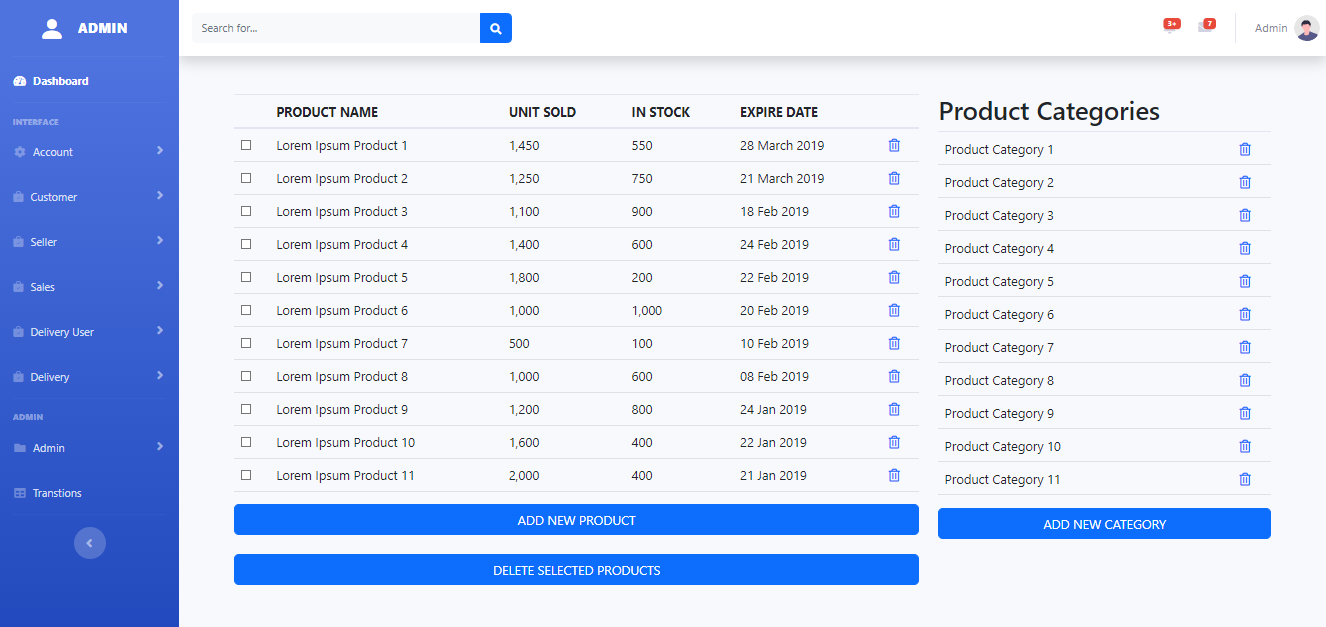 ADMIN
Dashboard
INTERFACE
Account
Customer
Seller
Sales
Delivery User
Delivery
ADMIN
Admin
Transtions
Search for...
3+
7
Admin
PRODUCT NAME UNIT SOLD IN STOCK EXPIRE DATE
Lorem Ipsum Product 1 1,450 550 28 March 2019
Lorem Ipsum Product 2 1,250 750 21 March 2019
Lorem Ipsum Product 3 1,100 900 18 Feb 2019
Lorem Ipsum Product 4 1,400 600 24 Feb 2019
Lorem Ipsum Product 5 1,800 200 22 Feb 2019
Lorem Ipsum Product 6 1,000 1,000 20 Feb 2019
Lorem Ipsum Product 7 500 100 10 Feb 2019
Lorem Ipsum Product 8 1,000 600 08 Feb 2019
Lorem Ipsum Product 9 1,200 800 24 Jan 2019
Lorem Ipsum Product 10 1,600 400 22 Jan 2019
Lorem Ipsum Product 11 2,000 400 21 Jan 2019
ADD NEW PRODUCT
DELETE SELECTED PRODUCTS
Product Categories
Product Category 1
Product Category 2
Product Category 3
Product Category 4
Product Category 5
Product Category 6
Product Category 7
Product Category 8
Product Category 9
Product Category 10
Product Category 11
ADD NEW CATEGORY